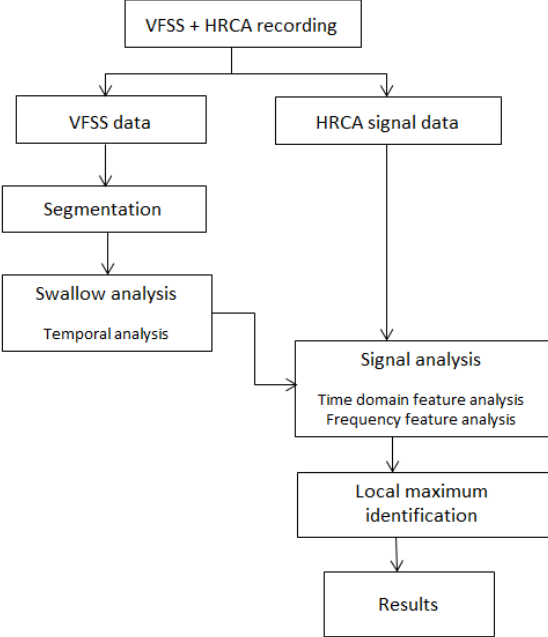 VFSS + HRCA recording
VFSS data
HRCA signal data
Segmentation
Swallow analysis
Temporal analysis
Signal analysis
Time domain feature analysis
Frequency feature analysis
Local maximum
identification
Results